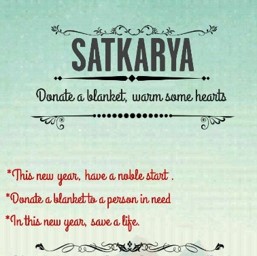 SATKARYA
Donate a blanket, warm some hearts
*This new year, have a noble start .
*Donate a blanket to a person in need
*In this new year, save a life.